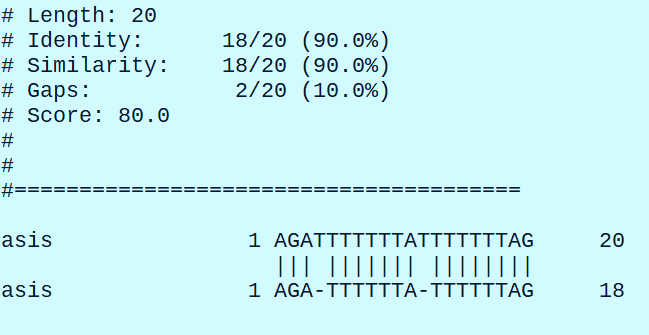 # Length: 20
# Identity:      18/20 (90.0%)
# Similarity:    18/20 (90.0%)
# Gaps:           2/20 (10.0%)
# Score: 80.0
#
#
#=======================================
asis               1 AGATTTTTTTATTTTTTTAG     20
                     ||| ||||||| ||||||||
asis               1 AGA-TTTTTTA-TTTTTTAG     18